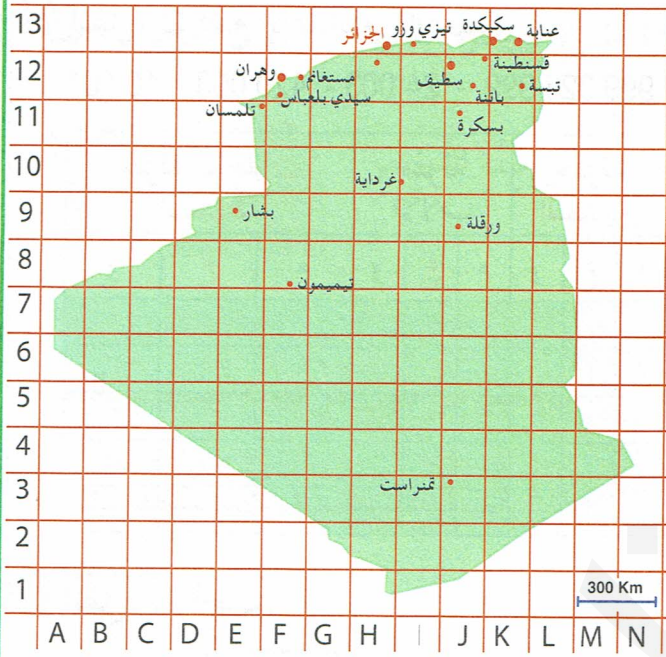 13
عنابة
سكيكدة
تيزي وزو
الجزائر
12
قسنطينة
وهران
مستغانم
سطيف
باتنة
تبسة
سيدي بلعباس
11
تلمسان
بسكرة
10
غرداية
9
بشار
ورقلة
8
7
تيميمون
6
5
4
3
تمنراست
2
1
300 Km
A B C D E F G H I J K L M N